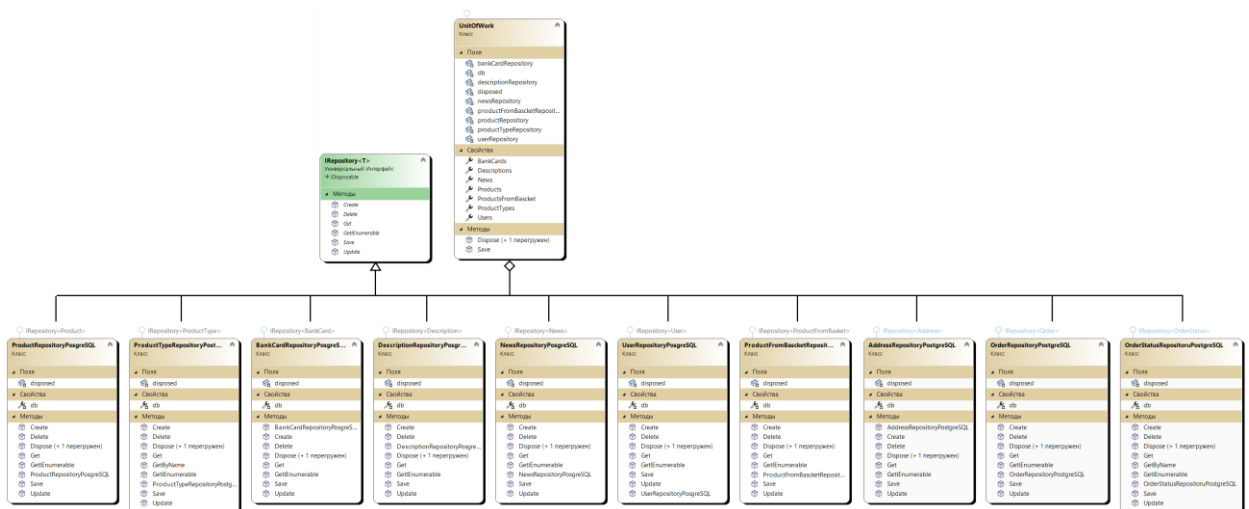 UnitOfWork
Класс
Поля
bankCardRepository
db
descriptionRepository
disposed
newsRepository
productFromBascketReposit...
productRepository
productTypeRepository
userRepository
Свойства
BankCards
Descriptions
News
Products
ProductsFromBascket
ProductTypes
Users
Методы
Dispose (+ 1 перегружен)
Save
IRepository<T>
Универсальный Интерфейс
IDisposable
Методы
Create
Delete
Get
GetEnumerable
Save
Update
IRepository<Product>
ProductRepositoryPosgreSQL
Класс
Поля
disposed
Свойства
db
Методы
Create
Delete
Dispose (+ 1 перегружен)
Get
GetEnumerable
ProductRepositoryPosgreSQL
Save
Update
IRepository<ProductType>
ProductTypeRepositoryPost...
Класс
Поля
disposed
Свойства
db
Методы
Create
Delete
Dispose (+ 1 перегружен)
Get
GetByName
GetEnumerable
ProductTypeRepositoryPostg...
Save
Update
IRepository<BankCard>
BankCardRepositoryPosgreS...
Класс
Поля
disposed
Свойства
db
Методы
BankCardRepositoryPosgreS...
Create
Delete
Dispose (+ 1 перегружен)
Get
GetEnumerable
Save
Update
IRepository<Description>
DescriptionRepositoryPosgr...
Класс
Поля
disposed
Свойства
db
Методы
Create
Delete
DescriptionRepositoryPosgre...
Dispose (+ 1 перегружен)
Get
GetEnumerable
Save
Update
IRepository<News>
NewsRepositoryPosgreSQL
Класс
Поля
disposed
Свойства
db
Методы
Create
Delete
Dispose (+ 1 перегружен)
Get
GetEnumerable
NewsRepositoryPosgreSQL
Save
Update
IRepository<User>
UserRepositoryPosgreSQL
Класс
Поля
disposed
Свойства
db
Методы
Create
Delete
Dispose (+ 1 перегружен)
Get
GetEnumerable
Save
Update
UserRepositoryPosgreSQL
IRepository<ProductFromBasket>
ProductFromBascketReposit...
Класс
Поля
disposed
Свойства
db
Методы
Create
Delete
Dispose (+ 1 перегружен)
Get
GetEnumerable
ProductFromBascketReposit...
Save
Update
IRepository<Address>
AddressRepositoryPostgreSQL
Класс
Поля
disposed
Свойства
db
Методы
AddressRepositoryPostgreSQL
Create
Delete
Dispose (+ 1 перегружен)
Get
GetEnumerable
Save
Update
IRepository<Order>
OrderRepositoryPostgreSQL
Класс
Поля
disposed
Свойства
db
Методы
Create
Delete
Dispose (+ 1 перегружен)
Get
GetEnumerable
OrderRepositoryPostgreSQL
Save
Update
IRepository<OrderStatus>
OrderStatusRepositoruPostgreSQL
Класс
Поля
disposed
Свойства
db
Методы
Create
Delete
Dispose (+ 1 перегружен)
Get
GetByName
GetEnumerable
OrderStatusRepositoruPostgreSQL
Save
Update